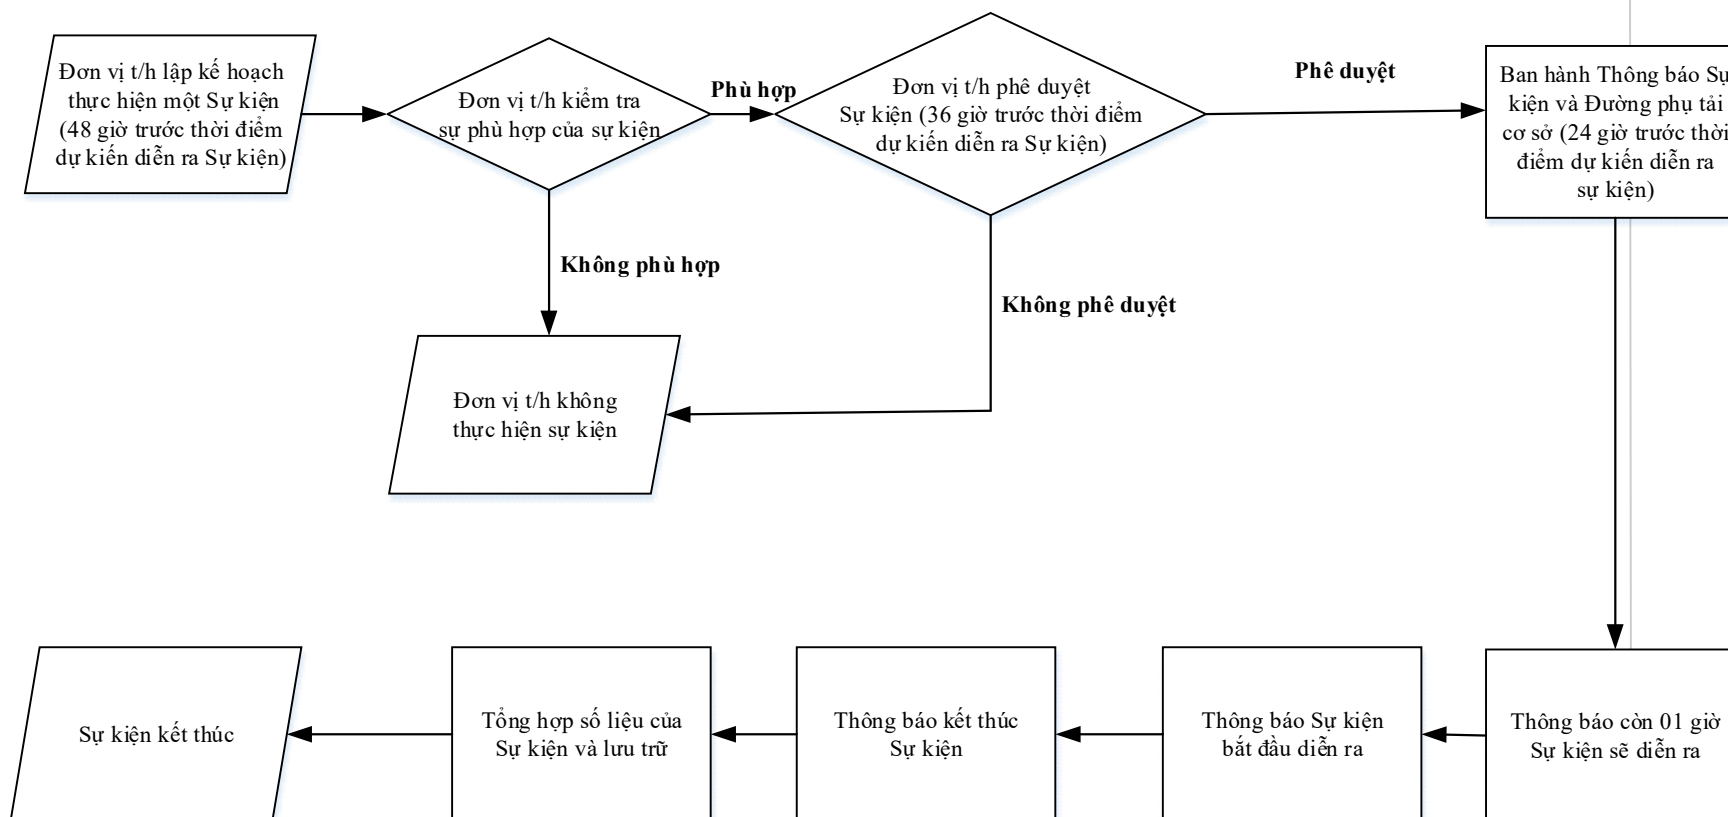 Đơn vị t/h lập kế hoạch
thực hiện một Sự kiện
(48 giờ trước thời điểm
dự kiến diễn ra Sự kiện)
Đơn vị t/h kiểm tra
sự phù hợp của sự kiện
Phù hợp
Đơn vị t/h phê duyệt
Sự kiện (36 giờ trước thời điểm
dự kiến diễn ra Sự kiện)
Phê duyệt
Ban hành Thông báo Sự
kiện và Đường phụ tải
cơ sở (24 giờ trước thời
điểm dự kiến diễn ra
sự kiện)
Không phù hợp
Không phê duyệt
Đơn vị t/h không
thực hiện sự kiện
Thông báo còn 01 giờ
Sự kiện sẽ diễn ra
Thông báo Sự kiện
bắt đầu diễn ra
Thông báo kết thúc
Sự kiện
Tổng hợp số liệu của
Sự kiện và lưu trữ
Sự kiện kết thúc